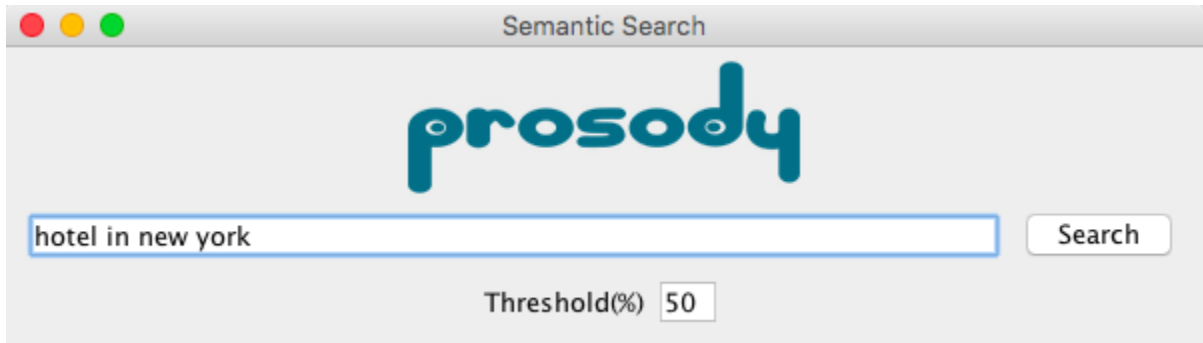 Semantic Search
prosody
hotel in new york Search
Threshold(%) 50